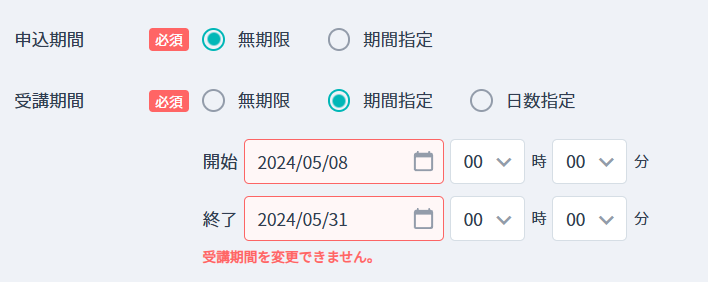 申込期間 必須 無期限 期間指定
受講期間 必須 無期限 期間指定 日数指定
開始 2024/05/08 00 時 00 分
終了 2024/05/31 00 時 00 分
受講期間を変更できません。